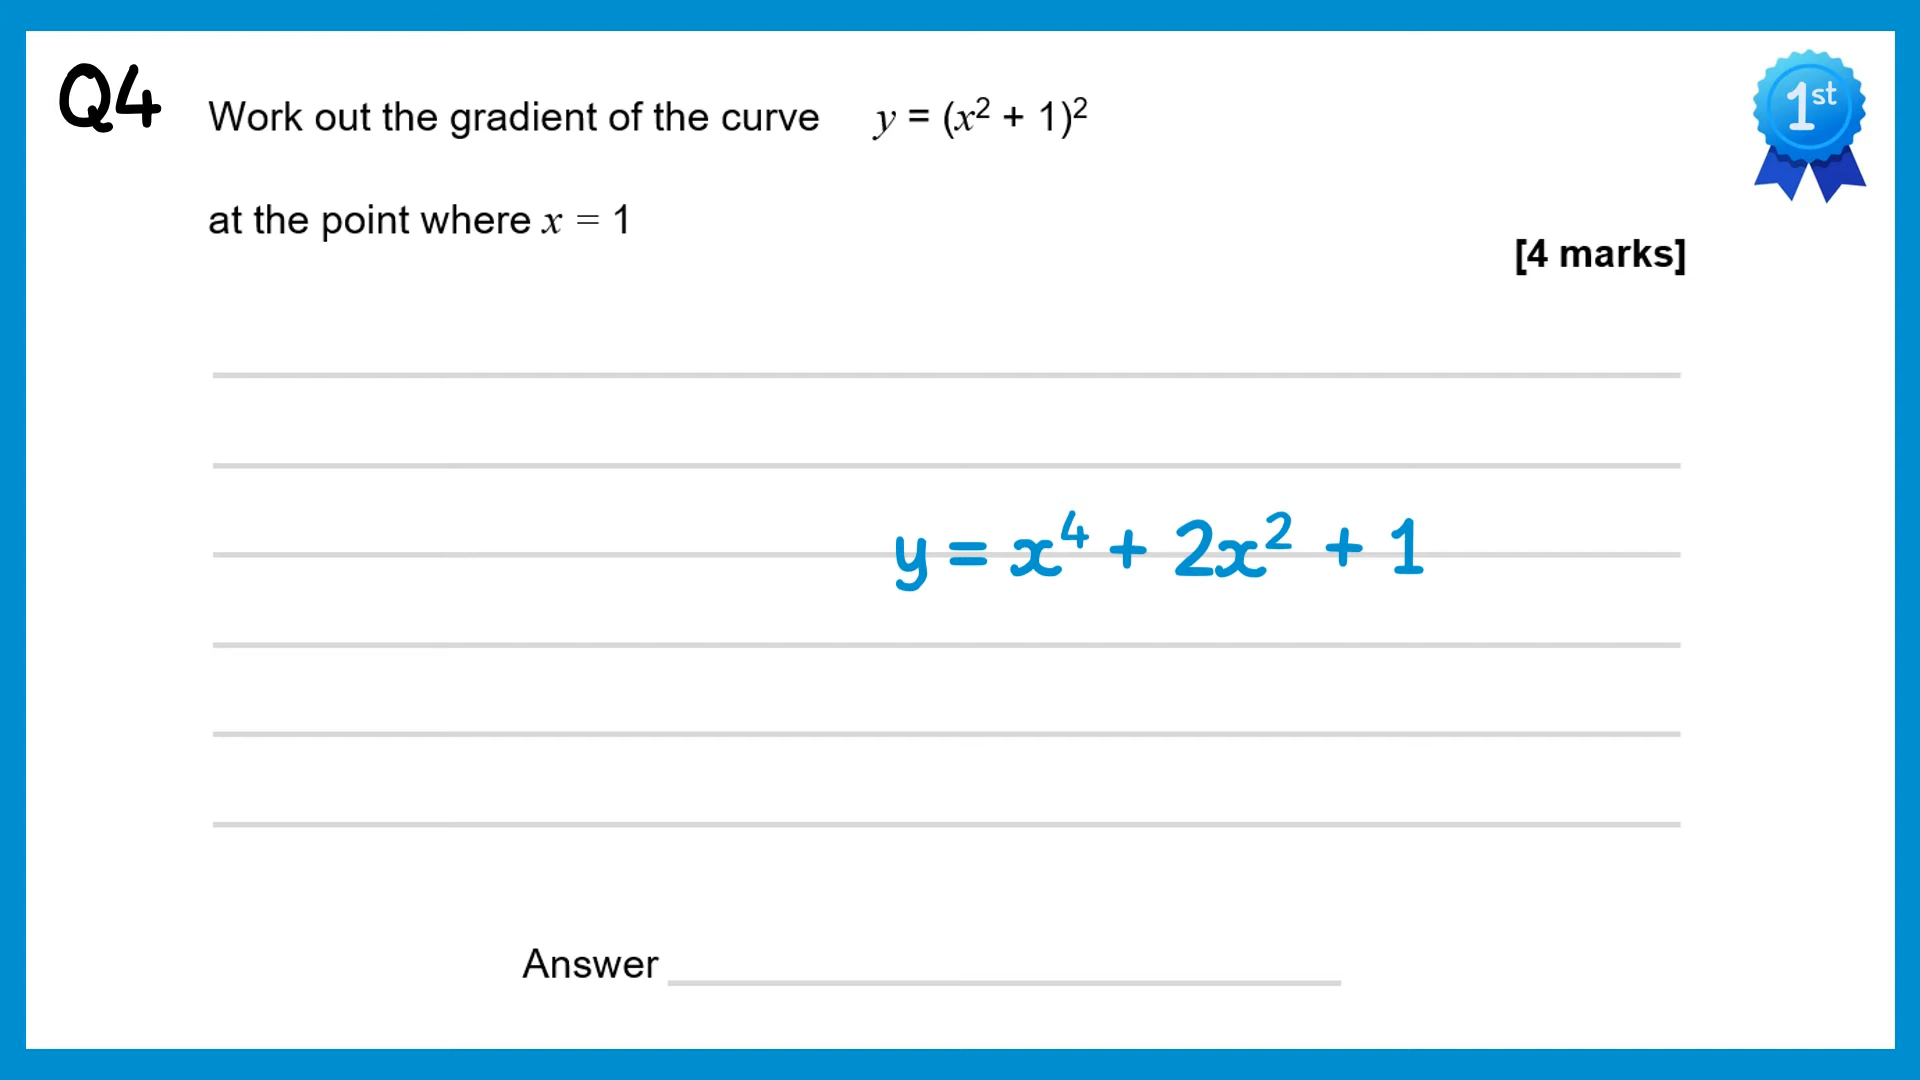 Q4 Work out the gradient of the curve y = (x² + 1)²
1st
at the point where x = 1
[4 marks]
y = x⁴ + 2x² + 1
Answer